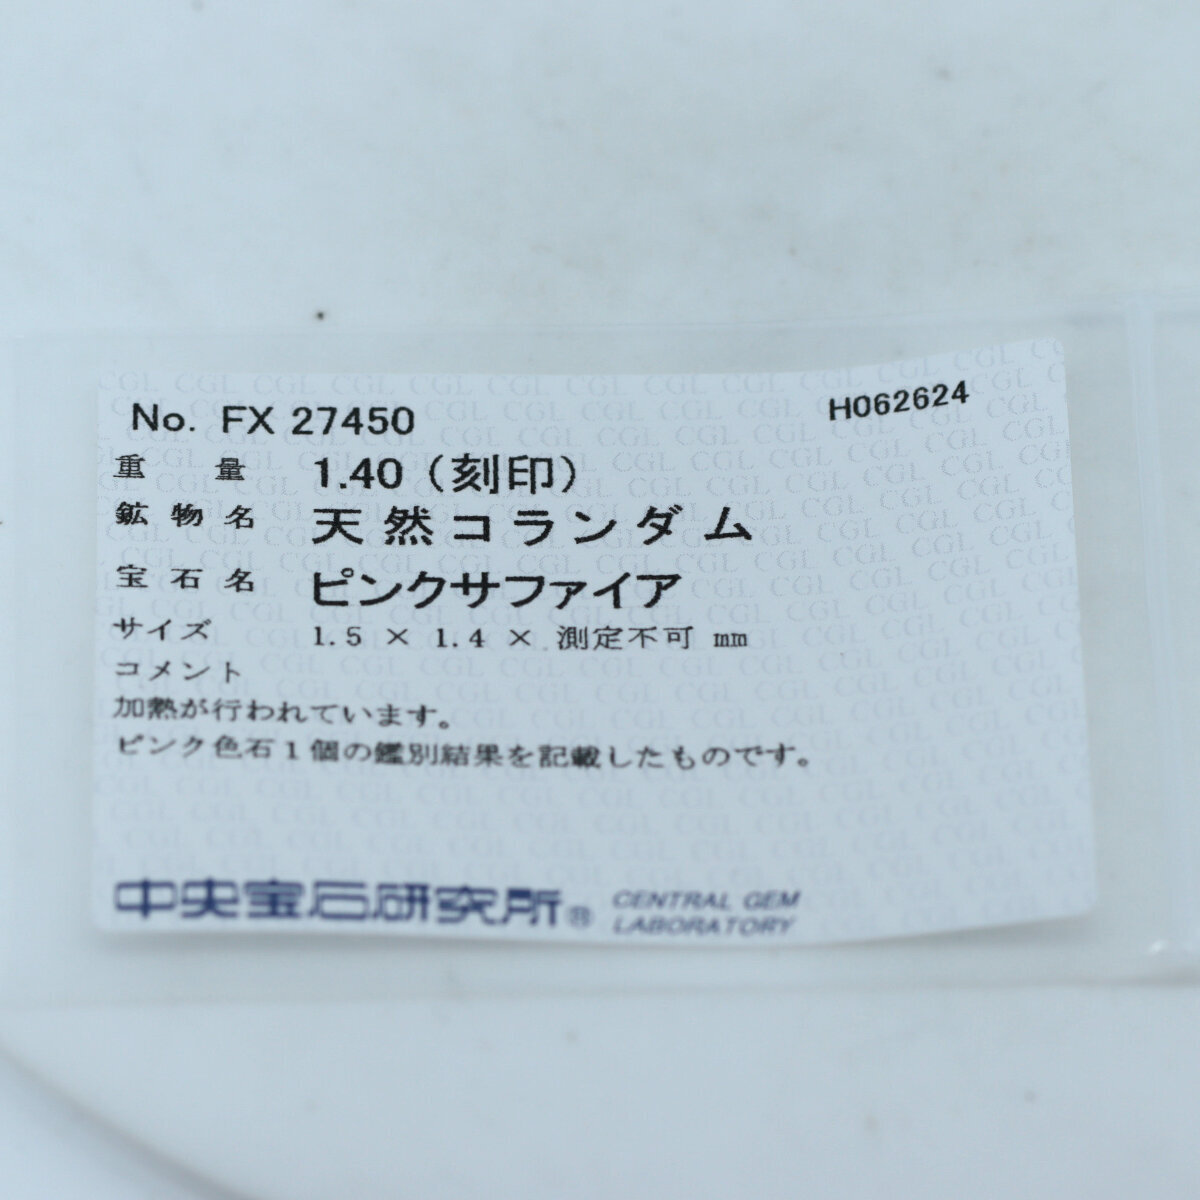 No. FX 27450
H062624
重量 1.40（刻印）
鉱物名 天然コランダム
宝石名 ピンクサファイア
サイズ 1.5 × 1.4 × 測定不可 mm
コメント
加熱が行われています。
ピンク色石１個の鑑別結果を記載したものです。
中央宝石研究所® CENTRAL GEM LABORATORY